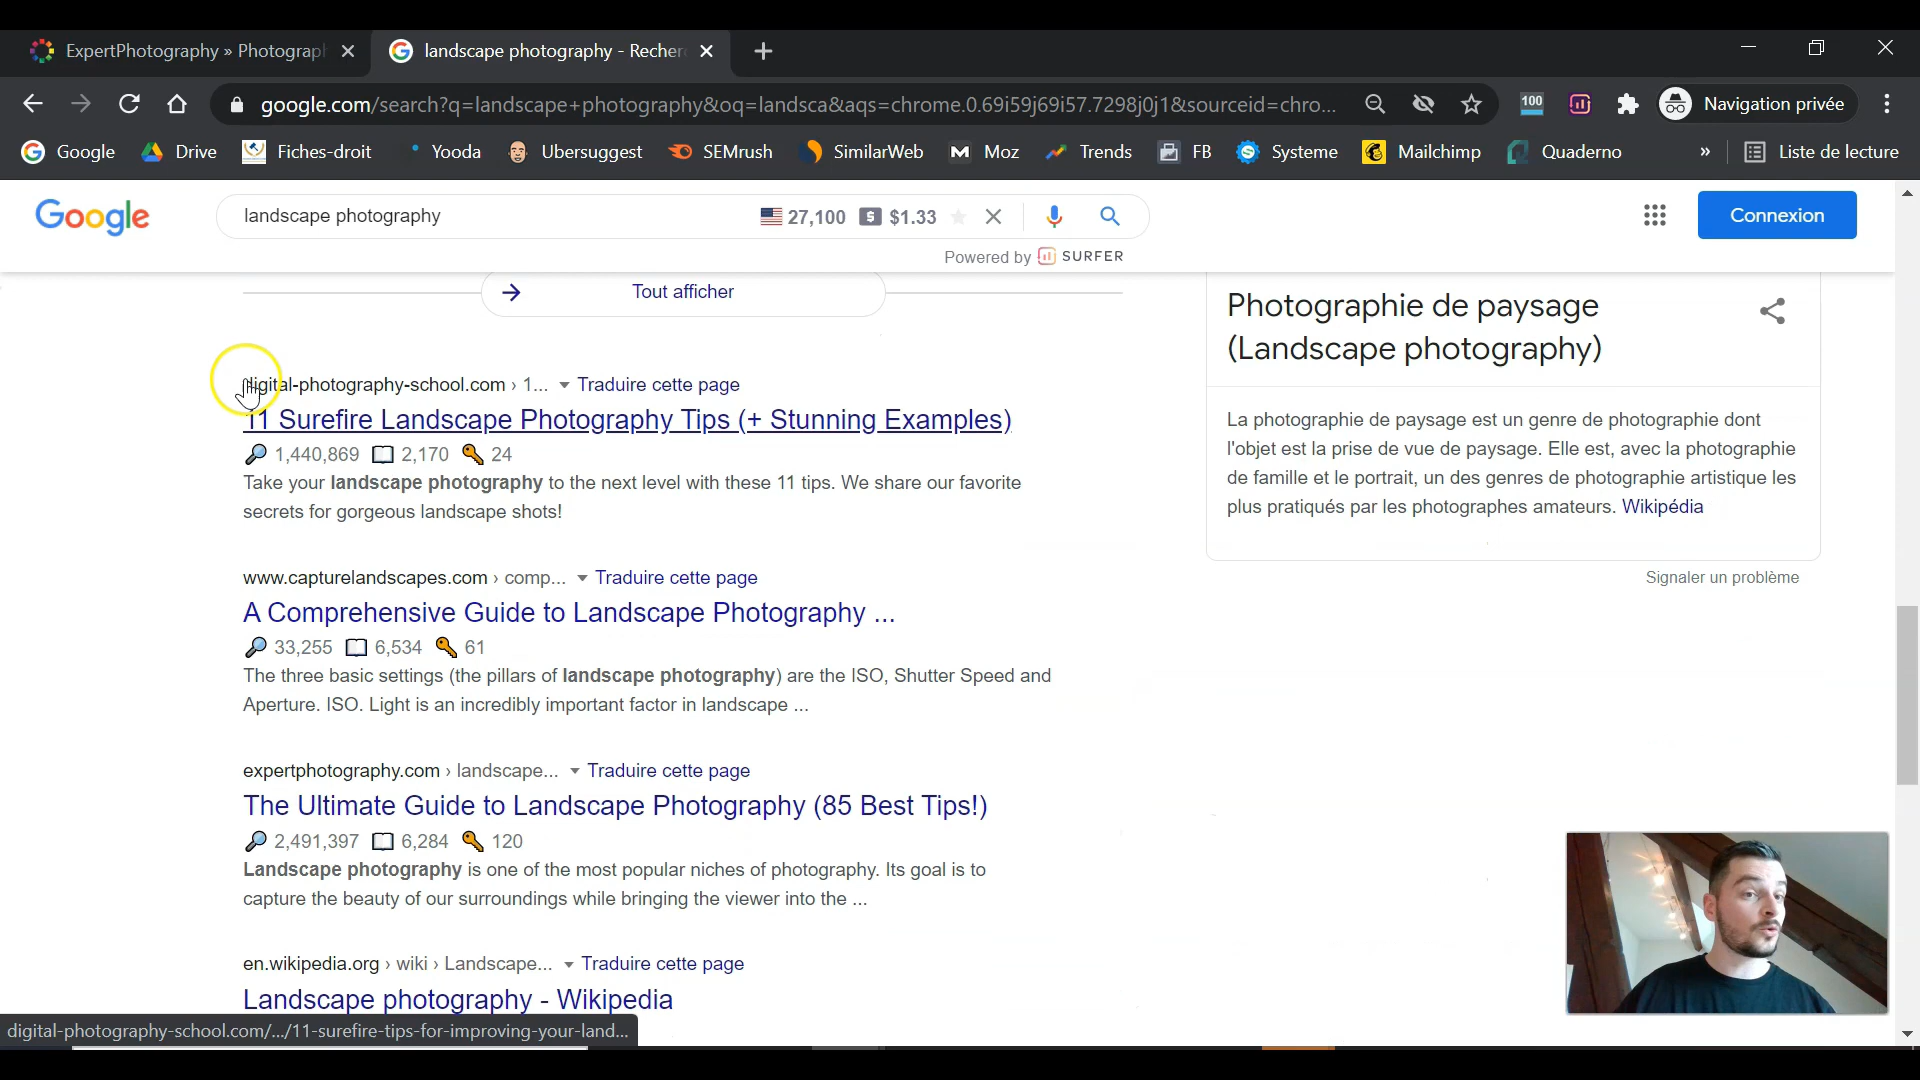 ExpertPhotography » Photograph
landscape photography - Recher
google.com/search?q=landscape+photography&oq=landsca&aqs=chrome.0.69i59j69i57.7298j0j1&sourceid=chro...
100
Navigation privée
Google Drive Fiches-droit Yooda Ubersuggest SEMrush SimilarWeb Moz Trends FB Systeme Mailchimp Quaderno » Liste de lecture
Google
landscape photography
27,100 $ $1.33
Connexion
Powered by SURFER
Tout afficher
digital-photography-school.com › 1... Traduire cette page
11 Surefire Landscape Photography Tips (+ Stunning Examples)
1,440,869 2,170 24
Take your landscape photography to the next level with these 11 tips. We share our favorite
secrets for gorgeous landscape shots!
www.capturelandscapes.com › comp... Traduire cette page
A Comprehensive Guide to Landscape Photography ...
33,255 6,534 61
The three basic settings (the pillars of landscape photography) are the ISO, Shutter Speed and
Aperture. ISO. Light is an incredibly important factor in landscape ...
expertphotography.com › landscape... Traduire cette page
The Ultimate Guide to Landscape Photography (85 Best Tips!)
2,491,397 6,284 120
Landscape photography is one of the most popular niches of photography. Its goal is to
capture the beauty of our surroundings while bringing the viewer into the ...
en.wikipedia.org › wiki › Landscape... Traduire cette page
Landscape photography - Wikipedia
digital-photography-school.com/.../11-surefire-tips-for-improving-your-land...
Photographie de paysage
(Landscape photography)
La photographie de paysage est un genre de photographie dont
l'objet est la prise de vue de paysage. Elle est, avec la photographie
de famille et le portrait, un des genres de photographie artistique les
plus pratiqués par les photographes amateurs. Wikipédia
Signaler un problème